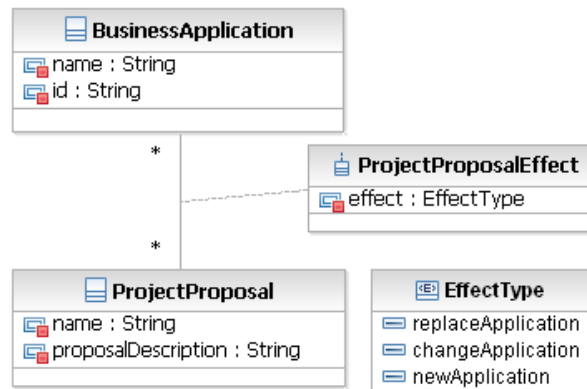 BusinessApplication
name : String
id : String
*
ProjectProposalEffect
effect : EffectType
*
ProjectProposal
name : String
proposalDescription : String
<E> EffectType
replaceApplication
changeApplication
newApplication